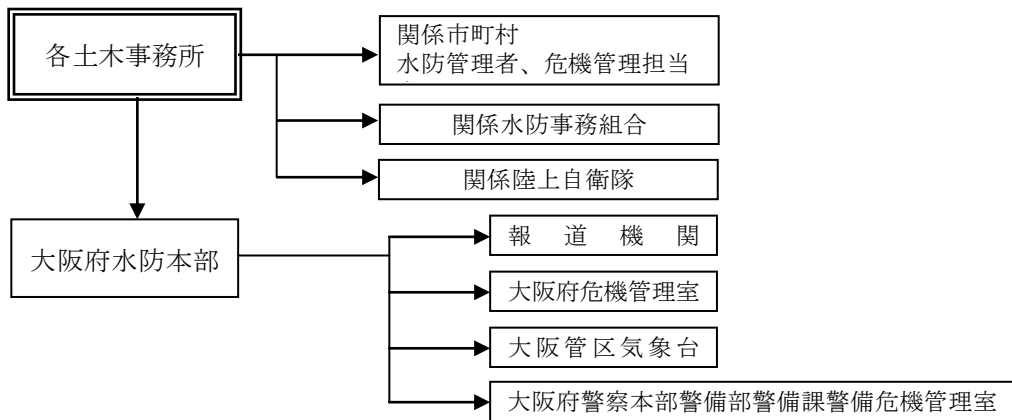 各土木事務所
関係市町村
水防管理者、危機管理担当
関係水防事務組合
関係陸上自衛隊
大阪府水防本部
報道機関
大阪府危機管理室
大阪管区気象台
大阪府警察本部警備部警備課警備危機管理室